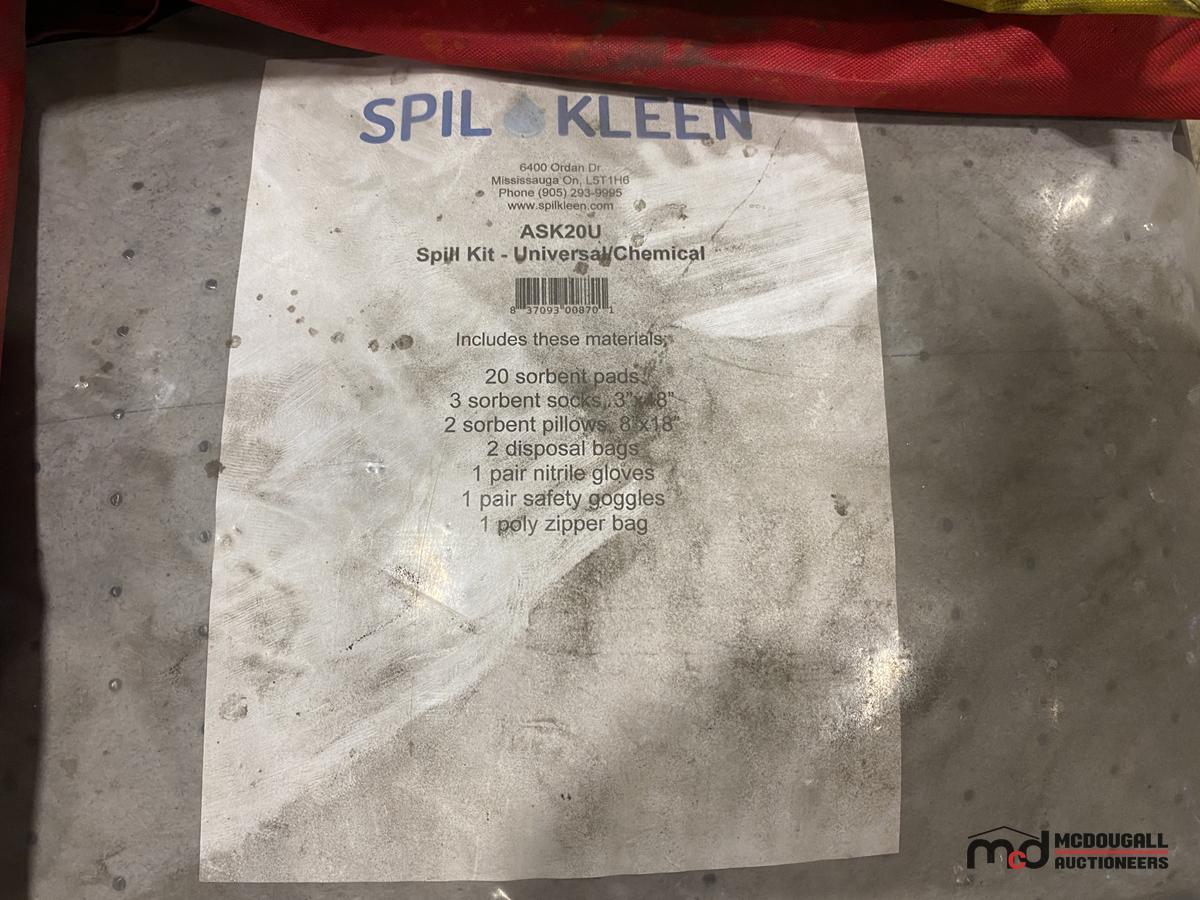 SPIL KLEEN
6400 Ordan Dr
Mississauga On, L5T1H6
Phone (905) 293-9995
www.spilkleen.com
ASK20U
Spill Kit - Universal/Chemical
8 37093 00870 1
Includes these materials:
20 sorbent pads
3 sorbent socks, 3"x48"
2 sorbent pillows, 8"x18"
2 disposal bags
1 pair nitrile gloves
1 pair safety goggles
1 poly zipper bag
mcd MCDOUGALL
AUCTIONEERS